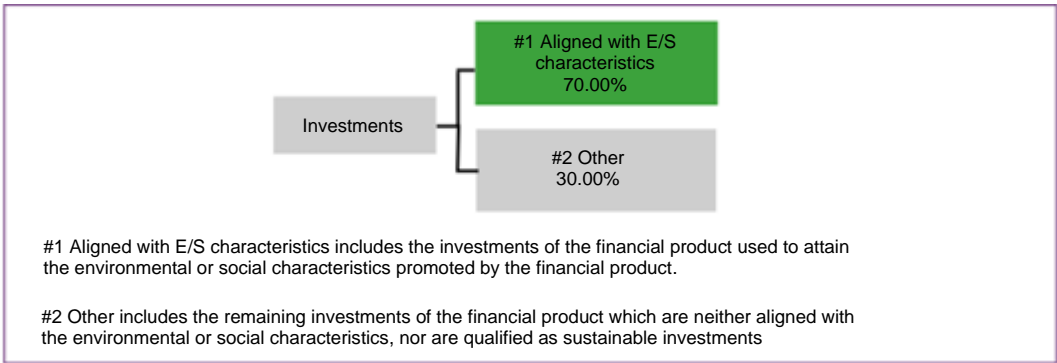 #1 Aligned with E/S
characteristics
70.00%
Investments
#2 Other
30.00%
#1 Aligned with E/S characteristics includes the investments of the financial product used to attain
the environmental or social characteristics promoted by the financial product.
#2 Other includes the remaining investments of the financial product which are neither aligned with
the environmental or social characteristics, nor are qualified as sustainable investments